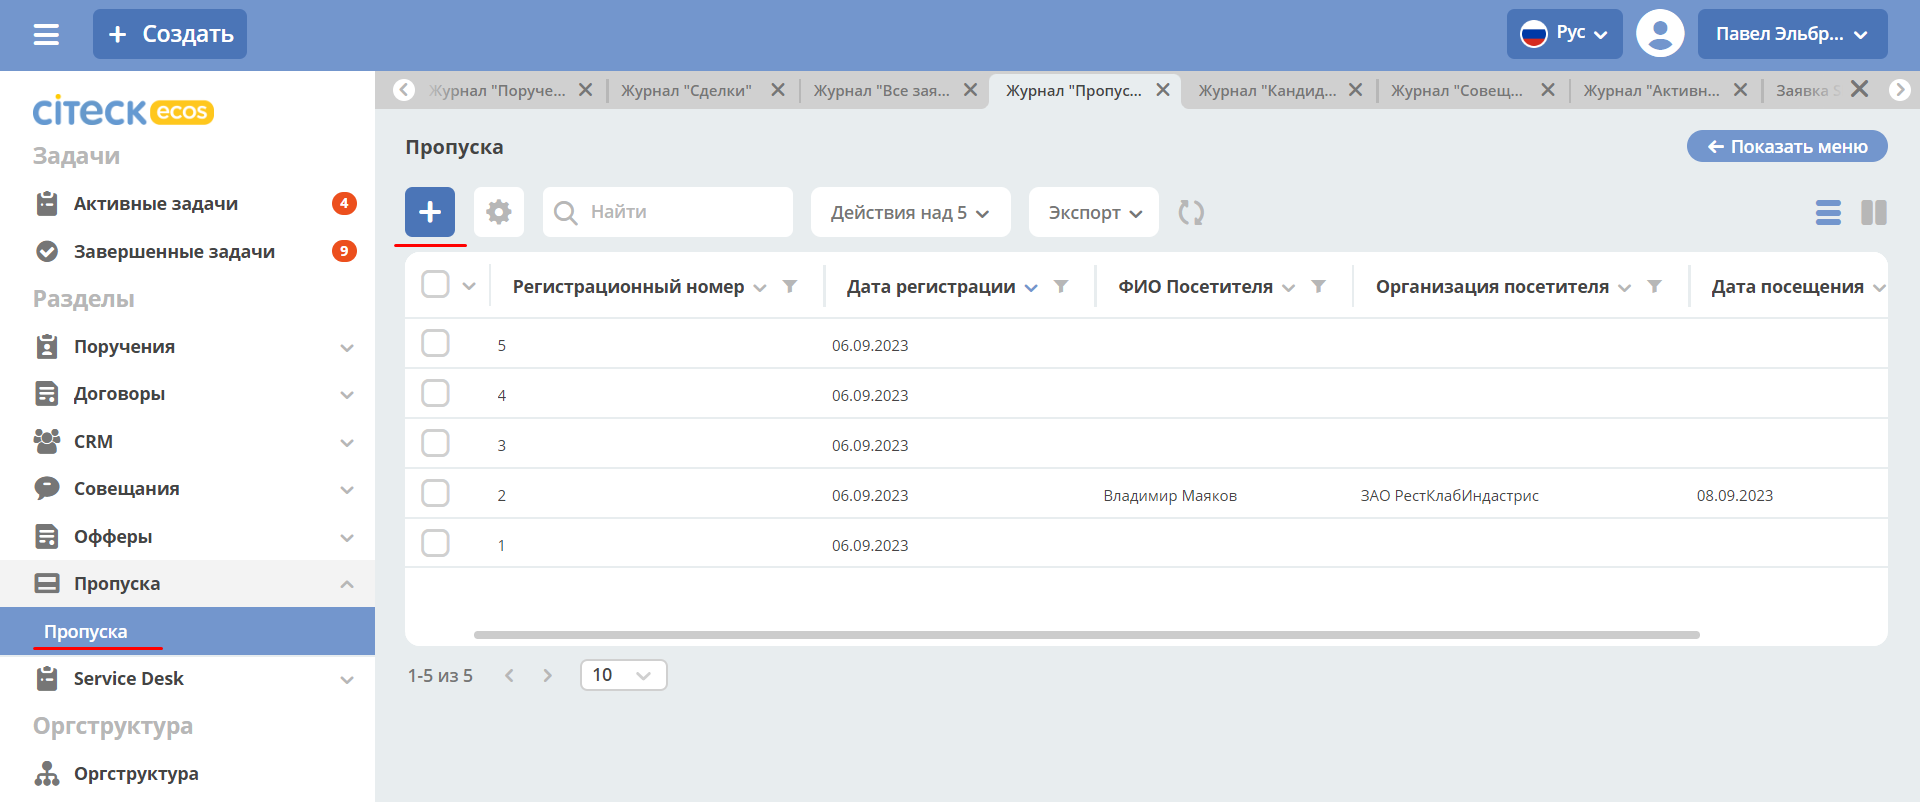 Создать
Рус
Павел Эльбр...
citeck ecos
Журнал "Поруче...
Журнал "Сделки"
Журнал "Все зая...
Журнал "Пропус...
Журнал "Кандид...
Журнал "Совещ...
Журнал "Активн...
Заявка S
Задачи
Активные задачи 4
Завершенные задачи 9
Разделы
Поручения
Договоры
CRM
Совещания
Офферы
Пропуска
Пропуска
Service Desk
Оргструктура
Оргструктура
Пропуска
Показать меню
Найти
Действия над 5
Экспорт
Регистрационный номер Дата регистрации ФИО Посетителя Организация посетителя Дата посещения
5 06.09.2023
4 06.09.2023
3 06.09.2023
2 06.09.2023 Владимир Маяков ЗАО РестКлабИндастрис 08.09.2023
1 06.09.2023
1-5 из 5
10